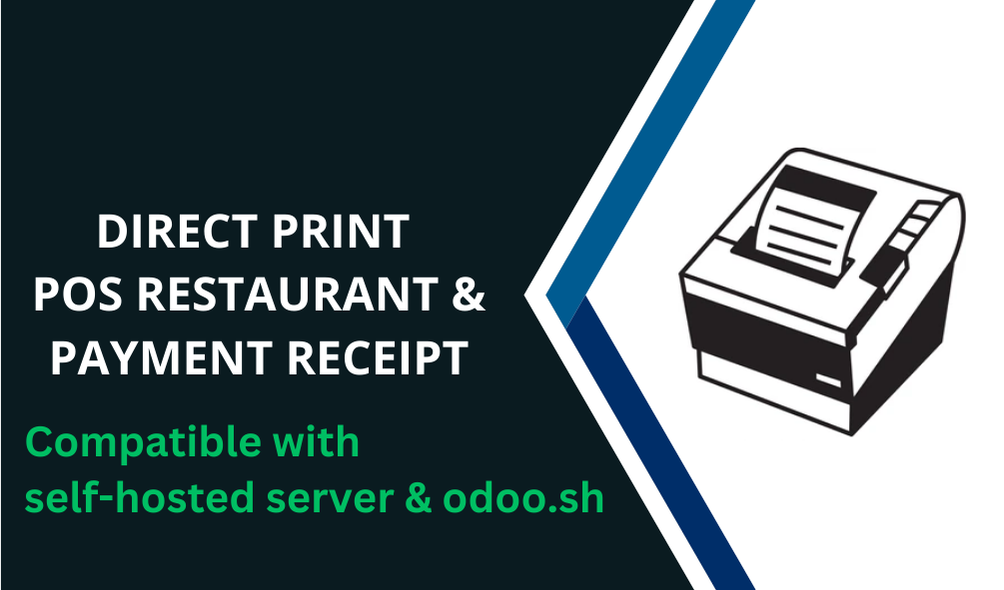 DIRECT PRINT
POS RESTAURANT &
PAYMENT RECEIPT
Compatible with
self-hosted server & odoo.sh